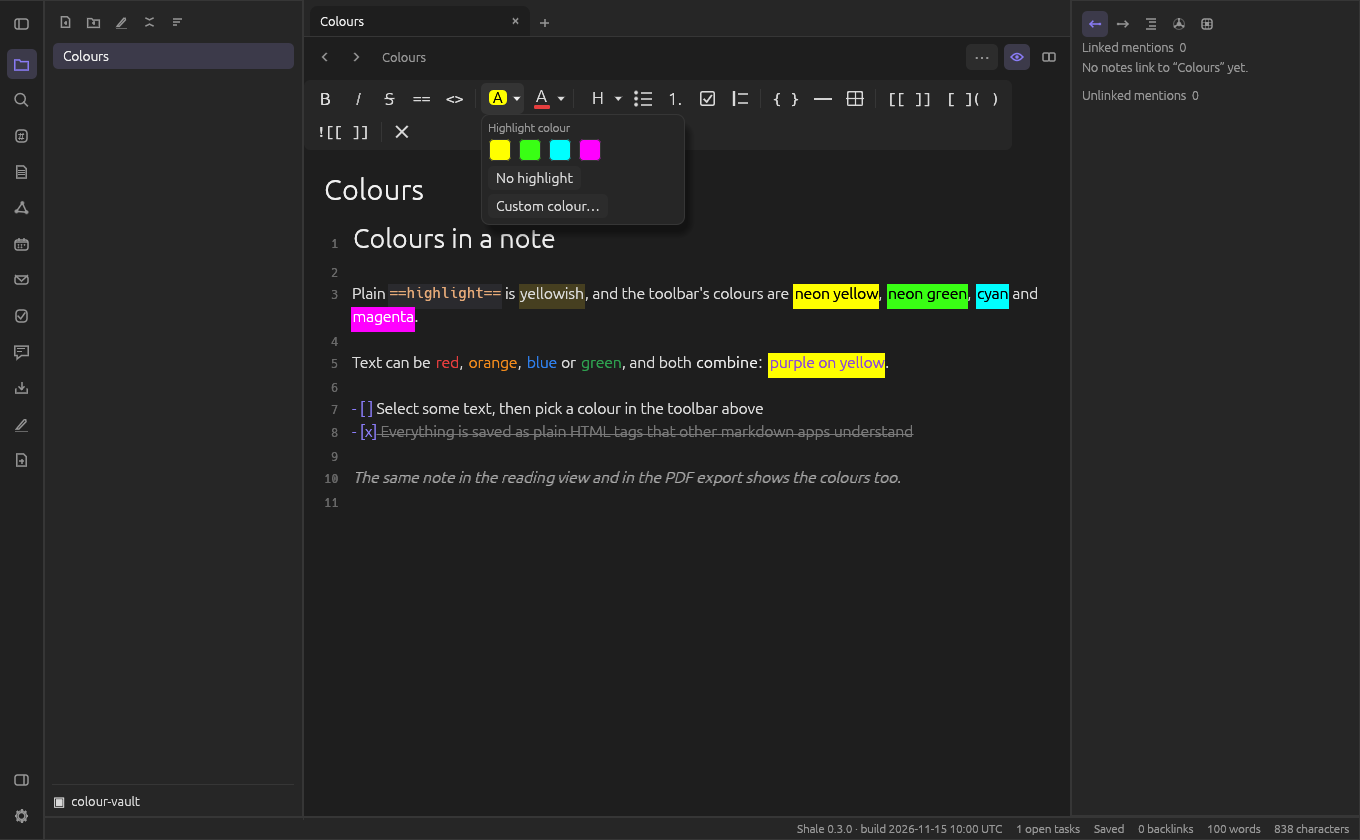 Colours
Colours
Colours
Linked mentions 0
No notes link to “Colours” yet.
Unlinked mentions 0
B I S == <> A A H 1. { } — [[ ]] [ ]( )
![[ ]]
Highlight colour
No highlight
Custom colour…
Colours
1 Colours in a note
2
3 Plain ==highlight== is yellowish, and the toolbar's colours are neon yellow, neon green, cyan and
magenta.
4
5 Text can be red, orange, blue or green, and both combine: purple on yellow.
6
7 - [ ] Select some text, then pick a colour in the toolbar above
8 - [x] Everything is saved as plain HTML tags that other markdown apps understand
9
10 The same note in the reading view and in the PDF export shows the colours too.
11
colour-vault
Shale 0.3.0 · build 2026-11-15 10:00 UTC 1 open tasks Saved 0 backlinks 100 words 838 characters